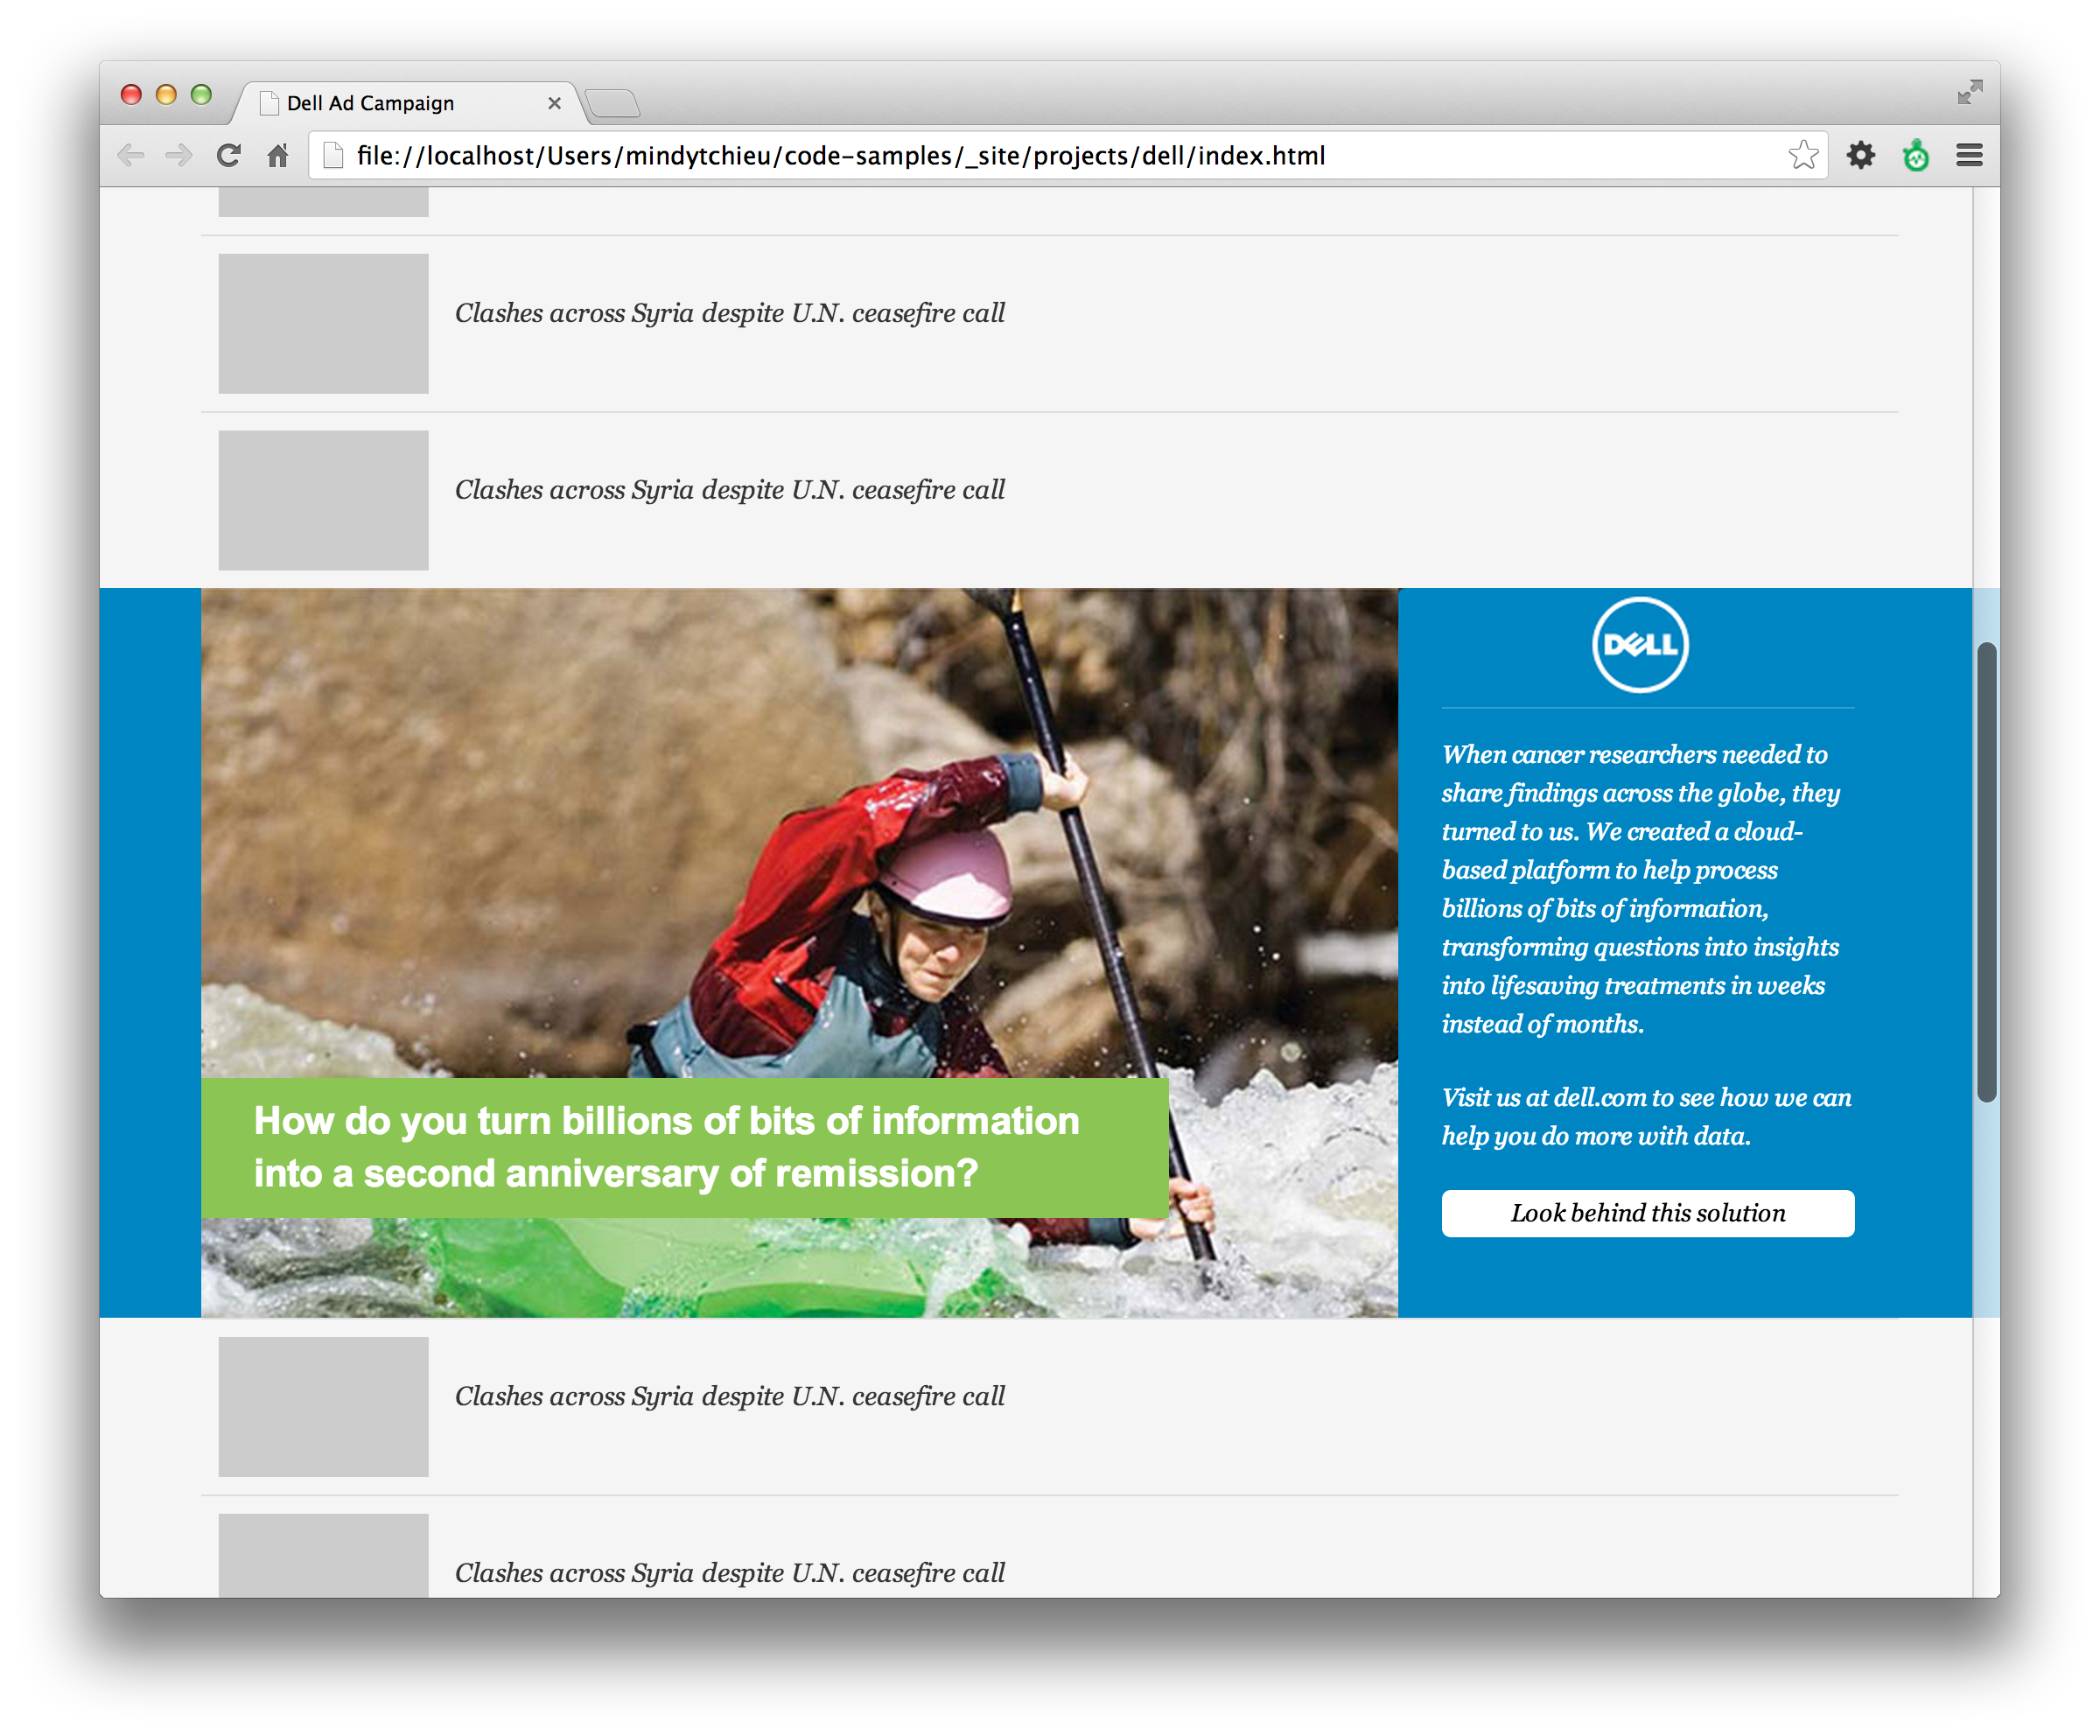 Dell Ad Campaign
file://localhost/Users/mindytchieu/code-samples/_site/projects/dell/index.html
Clashes across Syria despite U.N. ceasefire call
Clashes across Syria despite U.N. ceasefire call
How do you turn billions of bits of information
into a second anniversary of remission?
DELL
When cancer researchers needed to
share findings across the globe, they
turned to us. We created a cloud-
based platform to help process
billions of bits of information,
transforming questions into insights
into lifesaving treatments in weeks
instead of months.
Visit us at dell.com to see how we can
help you do more with data.
Look behind this solution
Clashes across Syria despite U.N. ceasefire call
Clashes across Syria despite U.N. ceasefire call